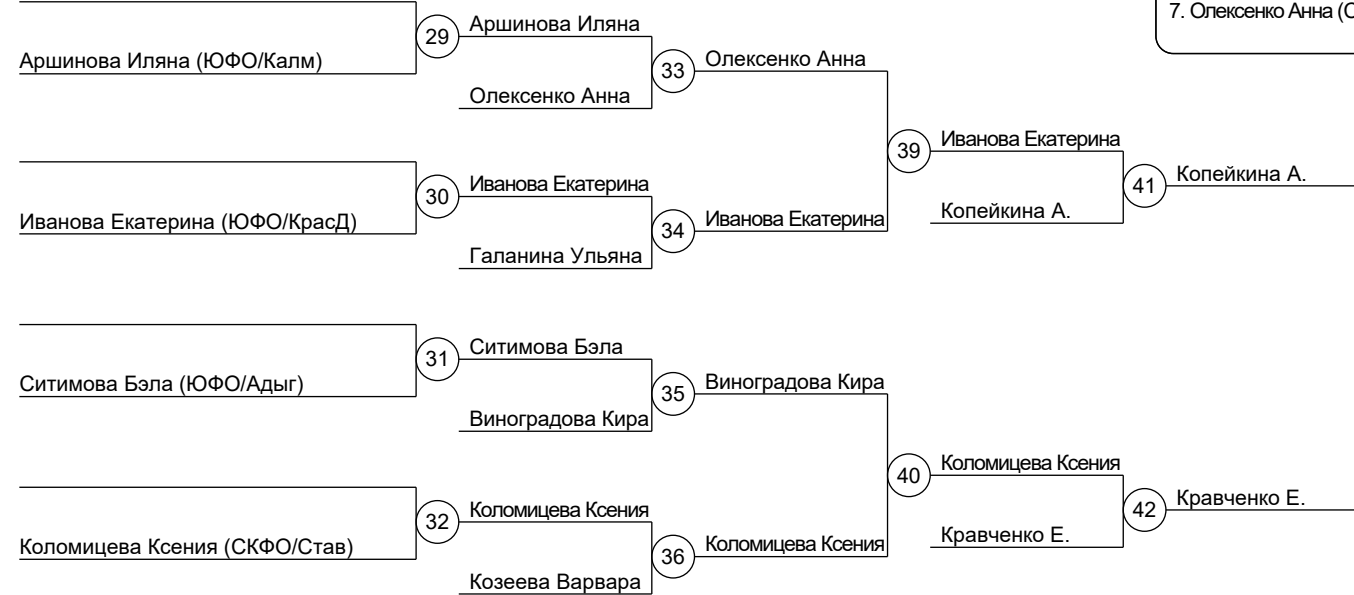 7. Олексенко Анна (С
29
Аршинова Иляна
Аршинова Иляна (ЮФО/Калм)
33
Олексенко Анна
Олексенко Анна
39
Иванова Екатерина
30
Иванова Екатерина
41
Копейкина А.
Иванова Екатерина (ЮФО/КрасД)
34
Иванова Екатерина
Копейкина А.
Галанина Ульяна
31
Ситимова Бэла
Ситимова Бэла (ЮФО/Адыг)
35
Виноградова Кира
Виноградова Кира
40
Коломицева Ксения
32
Коломицева Ксения
42
Кравченко Е.
Коломицева Ксения (СКФО/Став)
36
Коломицева Ксения
Кравченко Е.
Козеева Варвара